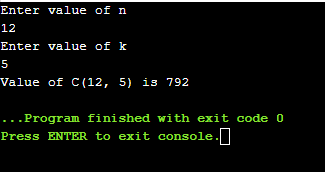 Enter value of n
12
Enter value of k
5
Value of C(12, 5) is 792
...Program finished with exit code 0
Press ENTER to exit console.